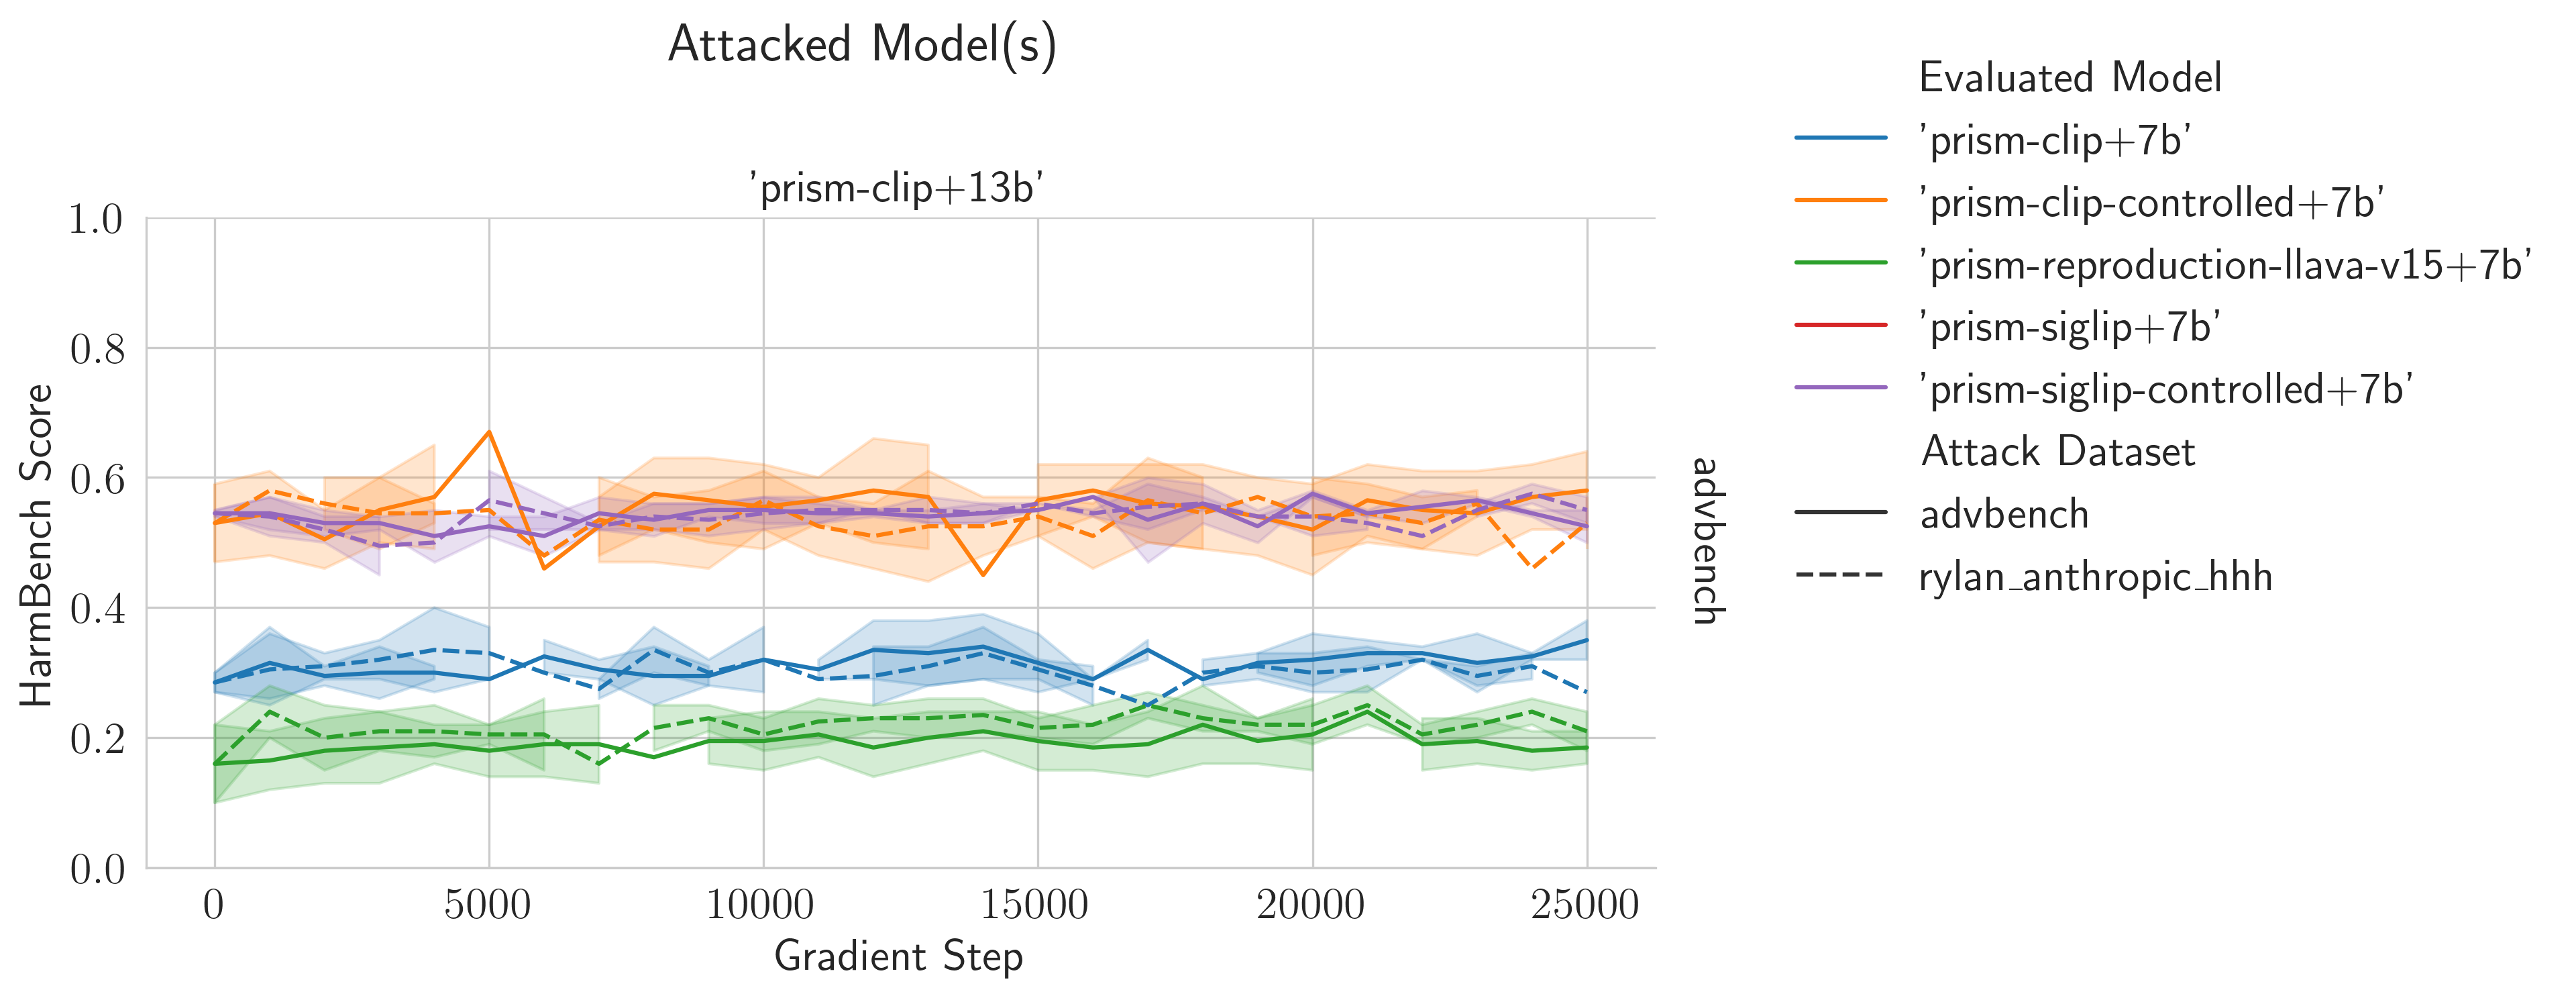 Attacked Model(s)
'prism-clip+13b'
1.0
0.8
0.6
0.4
0.2
0.0
HarmBench Score
0 5000 10000 15000 20000 25000
Gradient Step
advbench
Evaluated Model
'prism-clip+7b'
'prism-clip-controlled+7b'
'prism-reproduction-llava-v15+7b'
'prism-siglip+7b'
'prism-siglip-controlled+7b'
Attack Dataset
advbench
rylan_anthropic_hhh